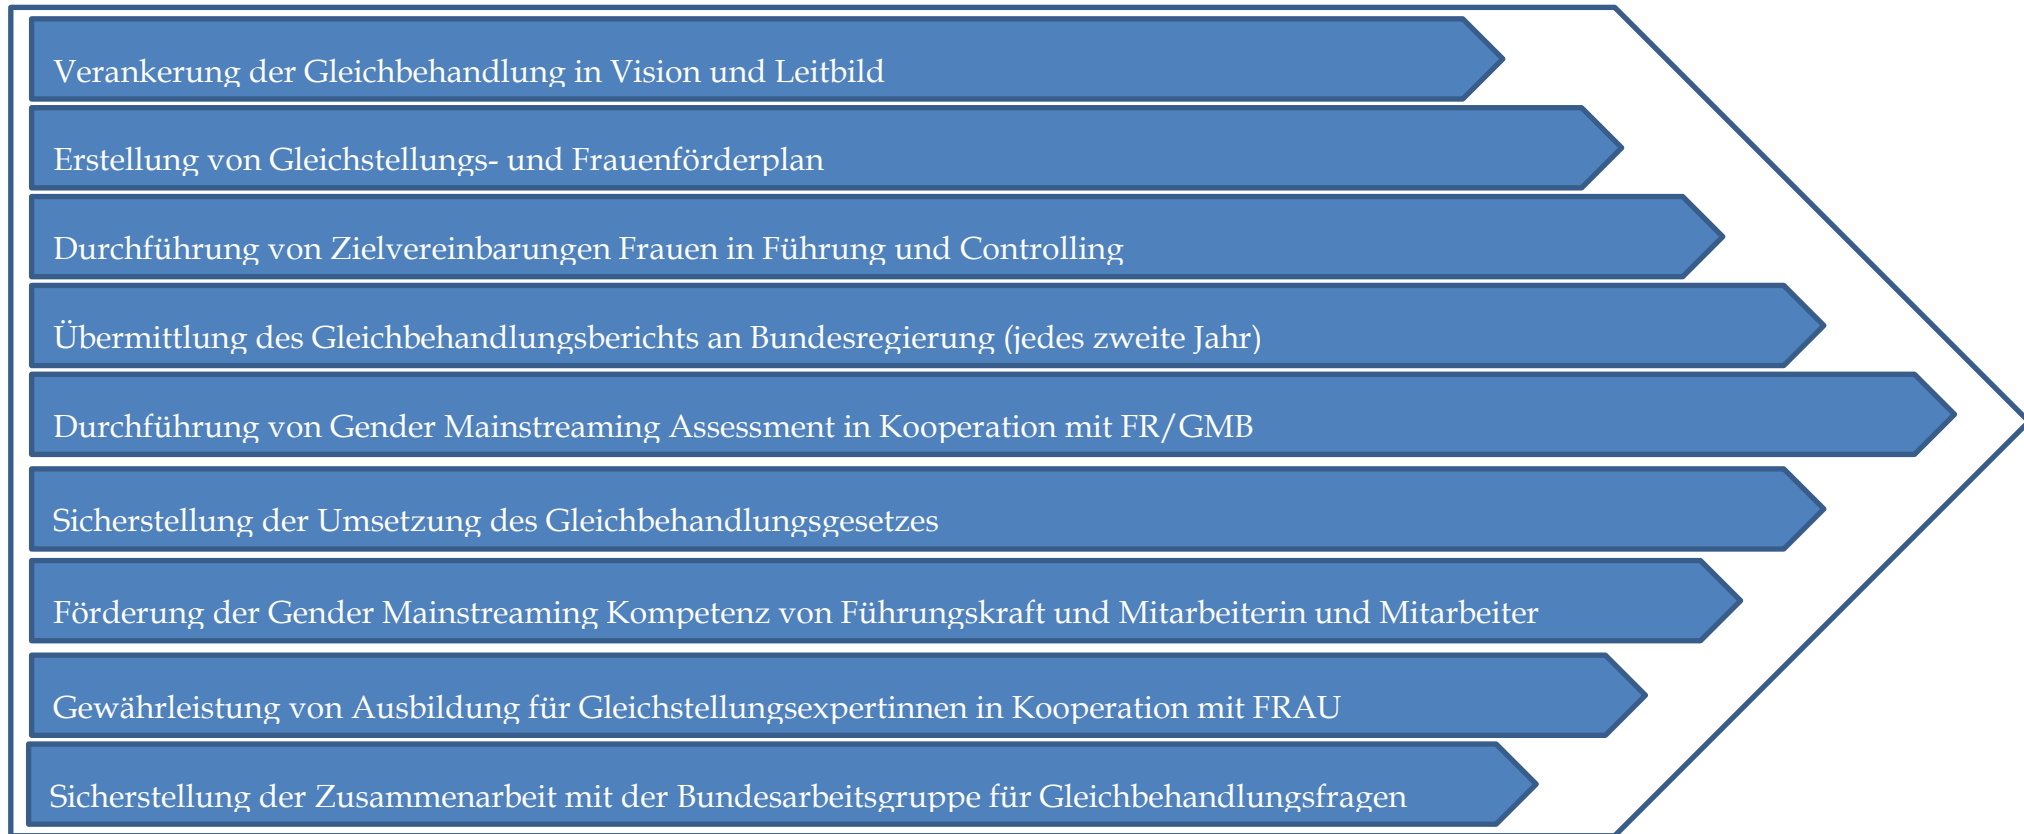 Verankerung der Gleichbehandlung in Vision und Leitbild
Erstellung von Gleichstellungs- und Frauenförderplan
Durchführung von Zielvereinbarungen Frauen in Führung und Controlling
Übermittlung des Gleichbehandlungsberichts an Bundesregierung (jedes zweite Jahr)
Durchführung von Gender Mainstreaming Assessment in Kooperation mit FR/GMB
Sicherstellung der Umsetzung des Gleichbehandlungsgesetzes
Förderung der Gender Mainstreaming Kompetenz von Führungskraft und Mitarbeiterin und Mitarbeiter
Gewährleistung von Ausbildung für Gleichstellungsexpertinnen in Kooperation mit FRAU
Sicherstellung der Zusammenarbeit mit der Bundesarbeitsgruppe für Gleichbehandlungsfragen